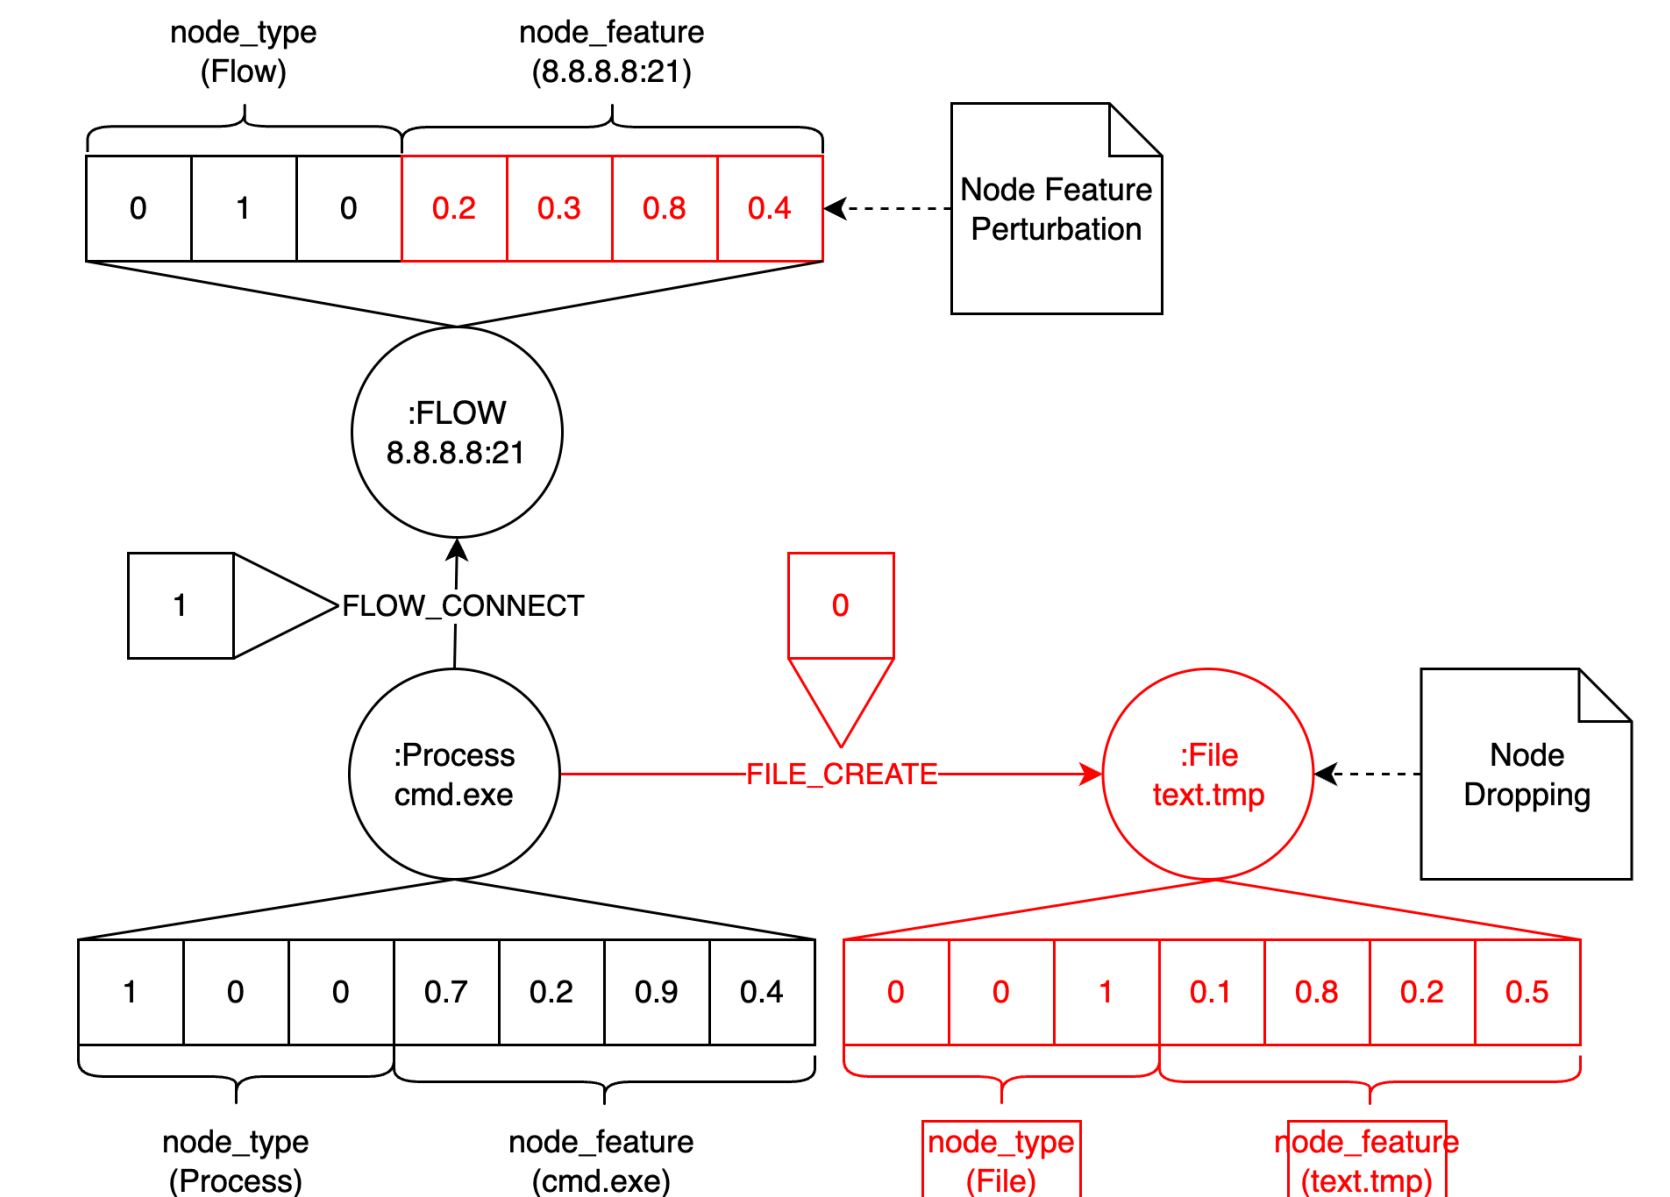 node_type
(Flow)
node_feature
(8.8.8.8:21)
0 1 0 0.2 0.3 0.8 0.4
Node Feature
Perturbation
:FLOW
8.8.8.8:21
1
FLOW_CONNECT
0
:Process
cmd.exe
FILE_CREATE
:File
text.tmp
Node
Dropping
1 0 0 0.7 0.2 0.9 0.4
0 0 1 0.1 0.8 0.2 0.5
node_type
(Process)
node_feature
(cmd.exe)
node_type
(File)
node_feature
(text.tmp)